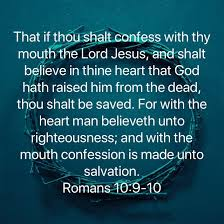 That if thou shalt confess with thy
mouth the Lord Jesus, and shalt
believe in thine heart that God
hath raised him from the dead,
thou shalt be saved. For with the
heart man believeth unto
righteousness; and with the
mouth confession is made unto
salvation.
Romans 10:9-10